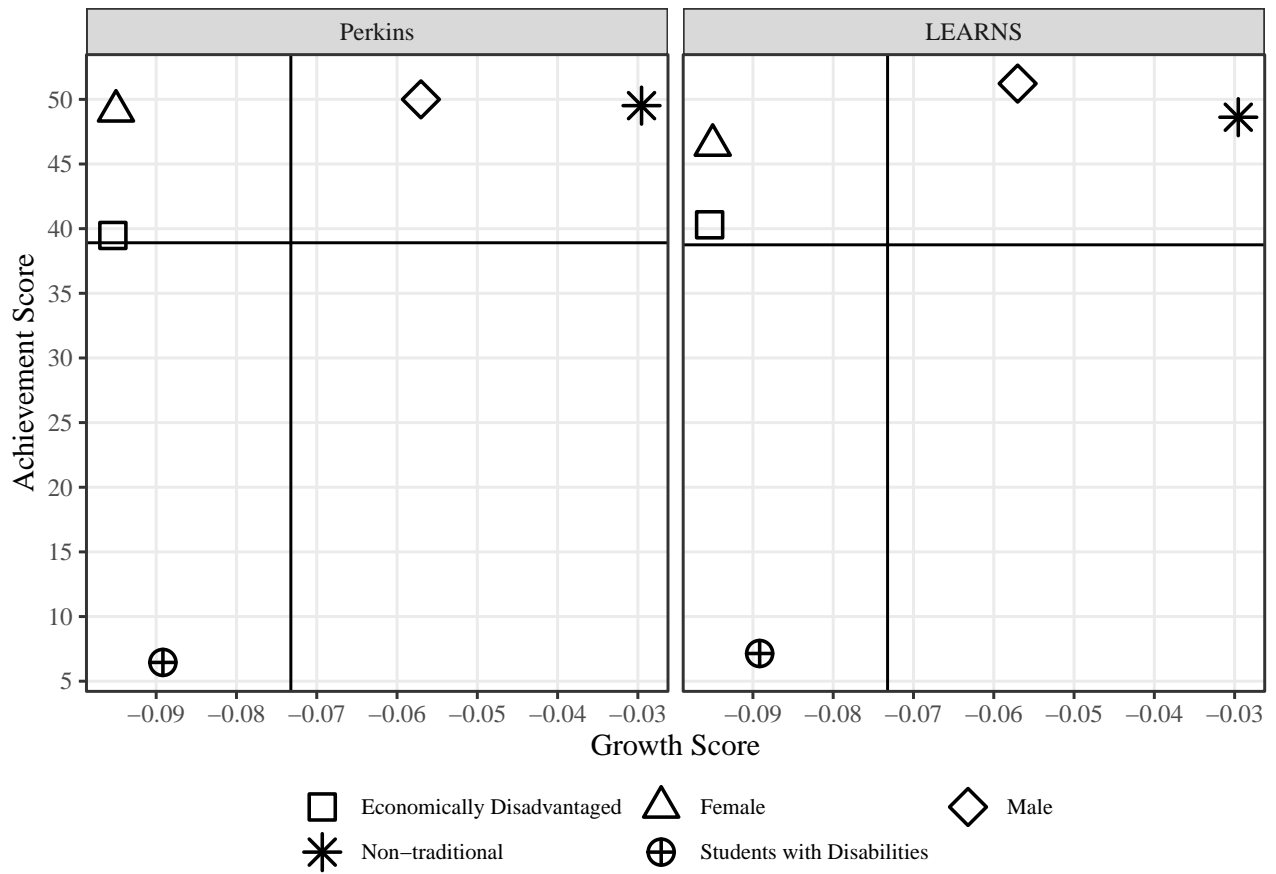 Perkins LEARNS
Achievement Score
50
45
40
35
30
25
20
15
10
5
−0.09 −0.08 −0.07 −0.06 −0.05 −0.04 −0.03 −0.09 −0.08 −0.07 −0.06 −0.05 −0.04 −0.03
Growth Score
Economically Disadvantaged Female Male
Non−traditional Students with Disabilities